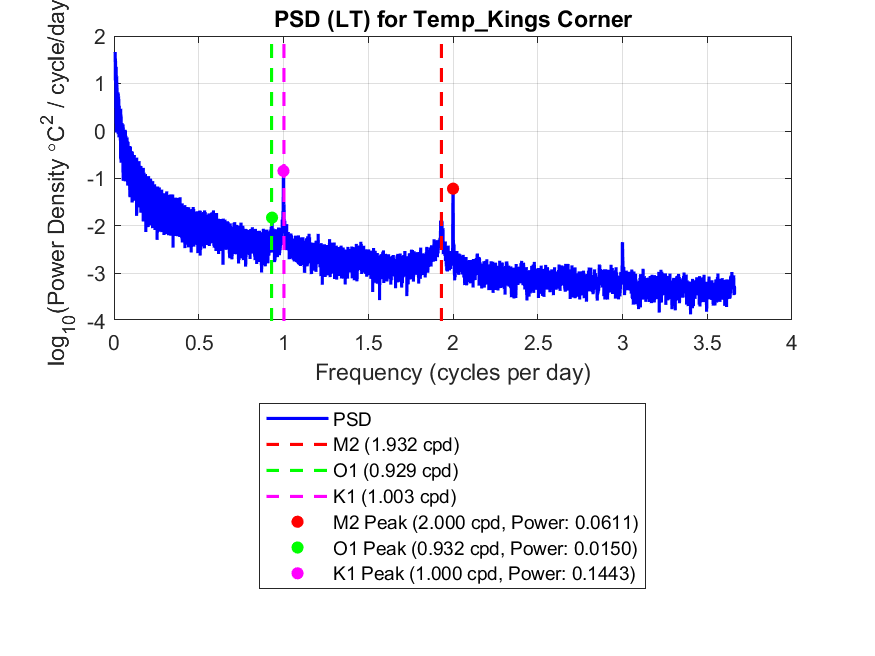 PSD (LT) for Temp_Kings Corner
log10(Power Density °C2 / cycle/day
2
1
0
-1
-2
-3
-4
0 0.5 1 1.5 2 2.5 3 3.5 4
Frequency (cycles per day)
PSD
M2 (1.932 cpd)
O1 (0.929 cpd)
K1 (1.003 cpd)
M2 Peak (2.000 cpd, Power: 0.0611)
O1 Peak (0.932 cpd, Power: 0.0150)
K1 Peak (1.000 cpd, Power: 0.1443)